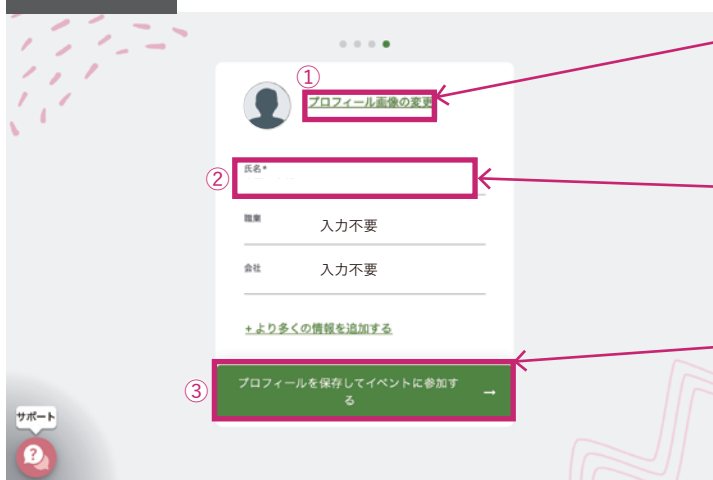 ①
プロフィール画像の変更
②
氏名*
職業
入力不要
会社
入力不要
+ より多くの情報を追加する
③
プロフィールを保存してイベントに参加す
る
→
サポート
?